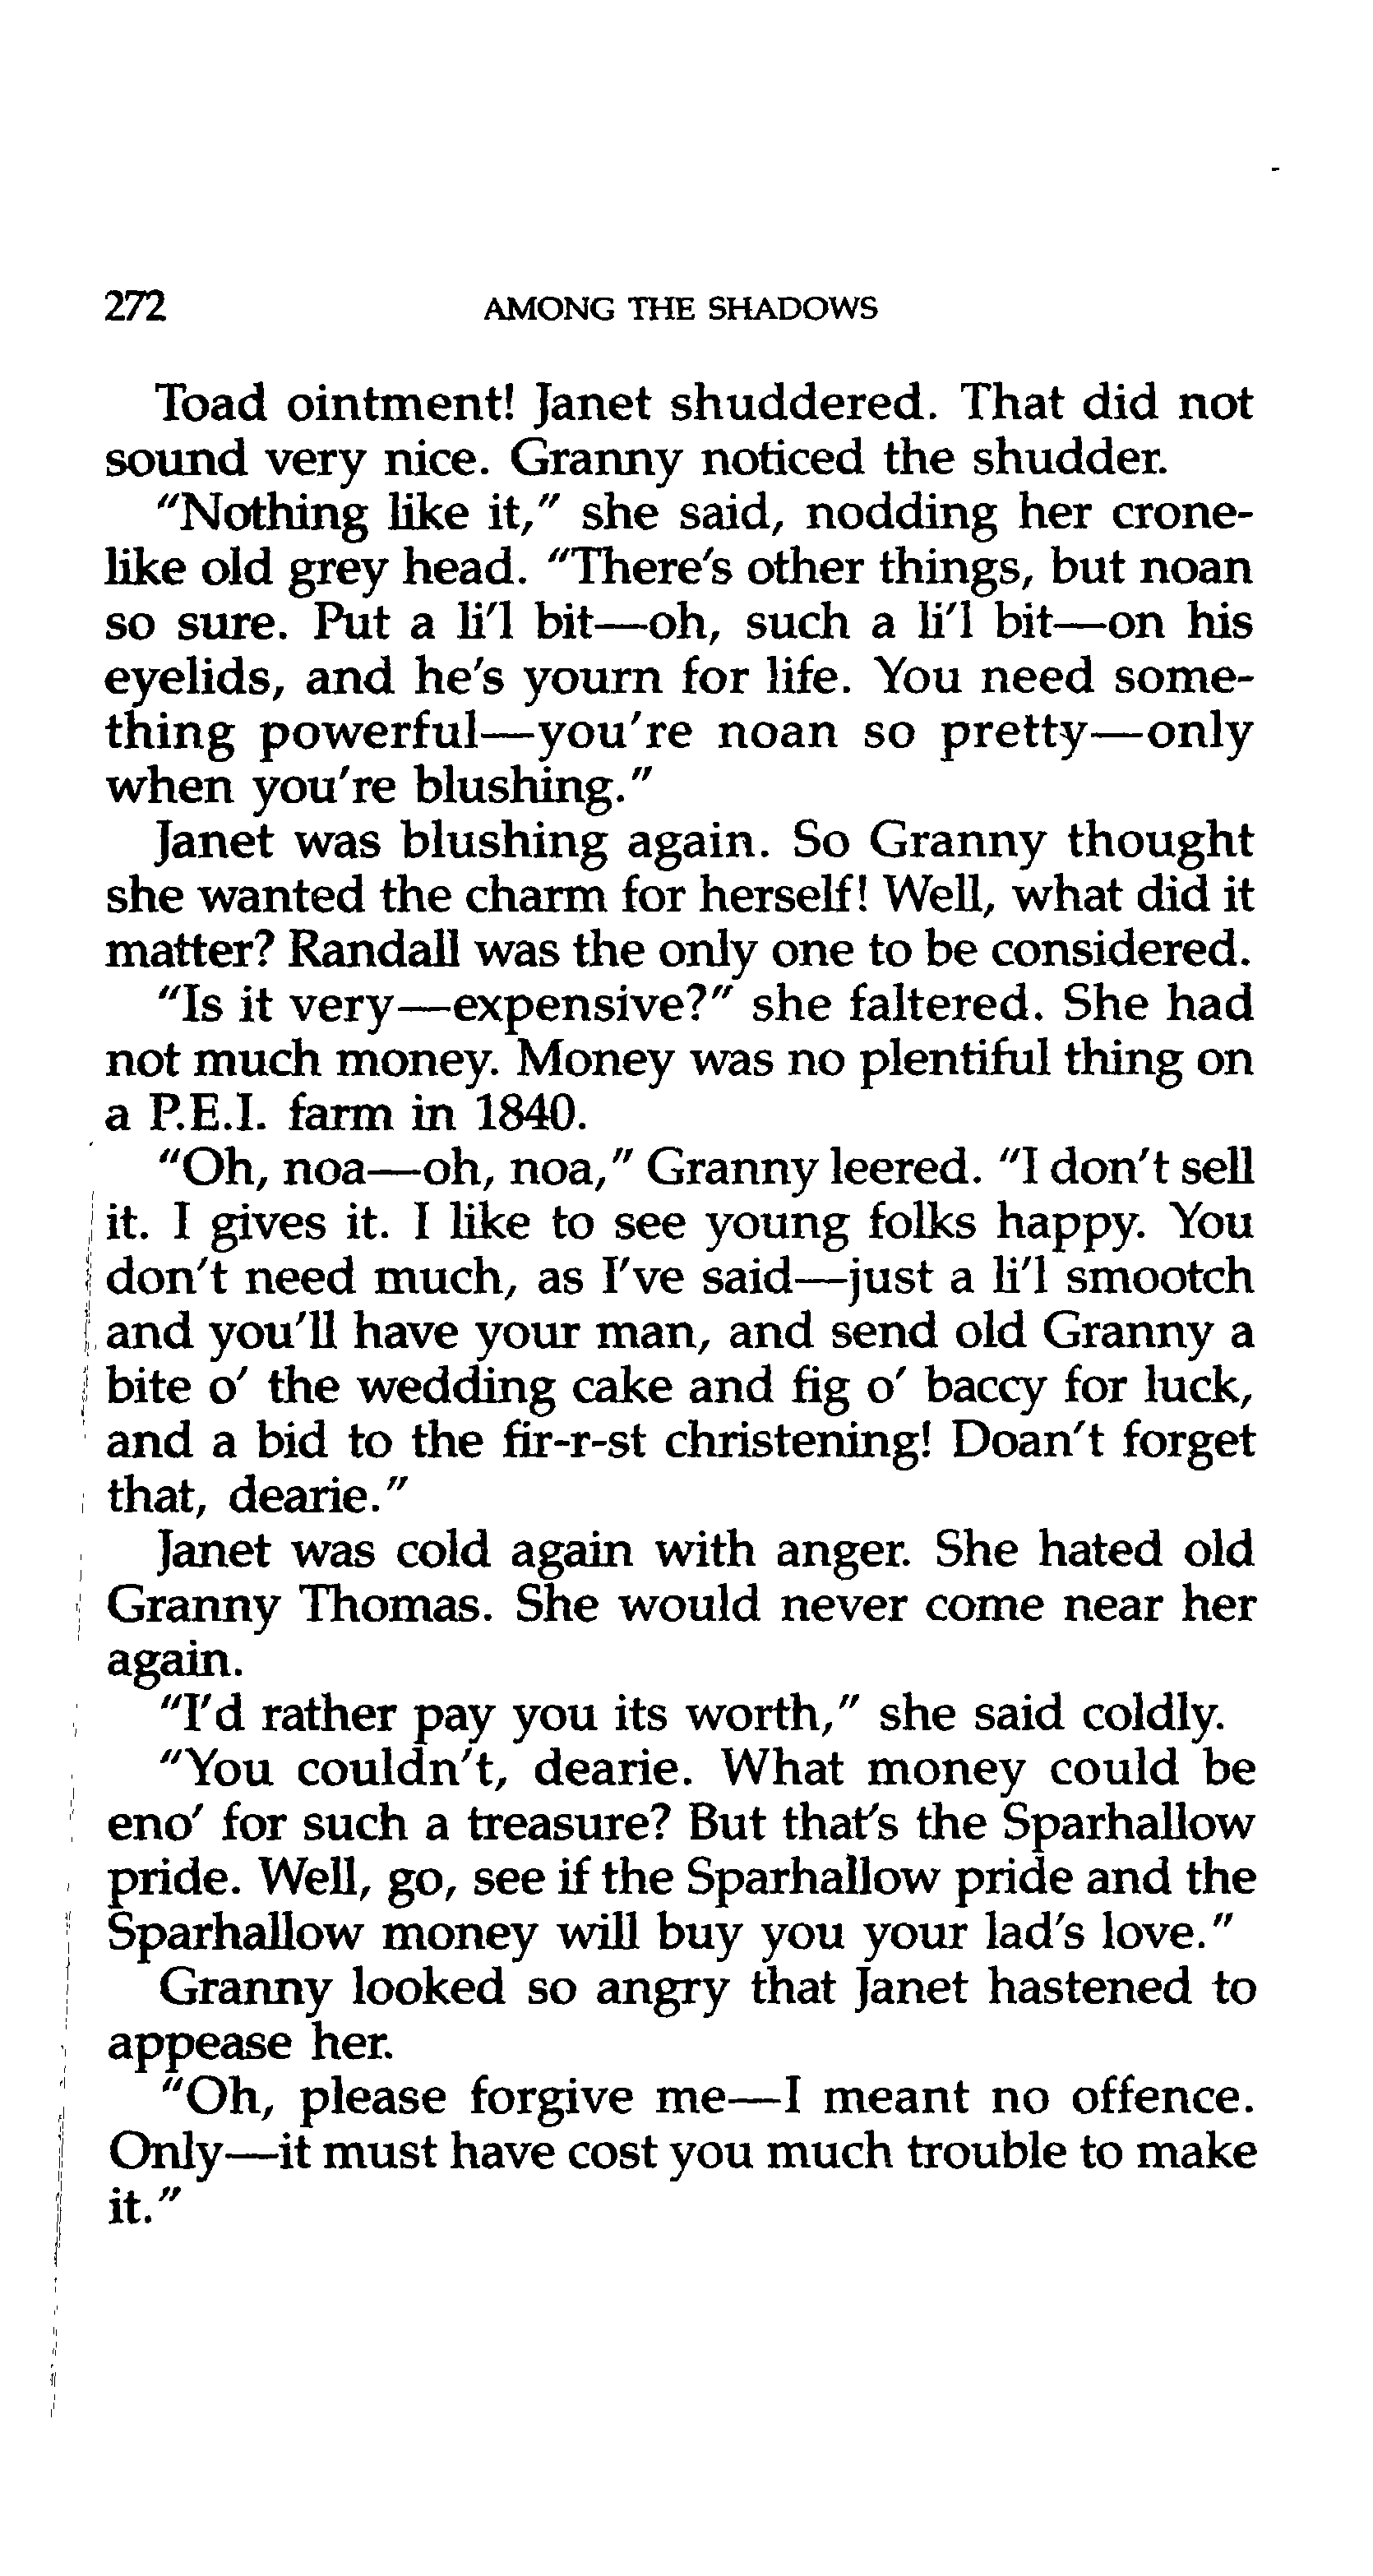 272 AMONG THE SHADOWS
Toad ointment! Janet shuddered. That did not
sound very nice. Granny noticed the shudder.
"Nothing like it," she said, nodding her crone-
like old grey head. "There's other things, but noan
so sure. Put a li'l bit—oh, such a li'l bit—on his
eyelids, and he's yourn for life. You need some-
thing powerful—you're noan so pretty—only
when you're blushing."
Janet was blushing again. So Granny thought
she wanted the charm for herself! Well, what did it
matter? Randall was the only one to be considered.
"Is it very—expensive?" she faltered. She had
not much money. Money was no plentiful thing on
a P.E.I. farm in 1840.
"Oh, noa—oh, noa," Granny leered. "I don't sell
it. I gives it. I like to see young folks happy. You
don't need much, as I've said—just a li'l smootch
and you'll have your man, and send old Granny a
bite o' the wedding cake and fig o' baccy for luck,
and a bid to the fir-r-st christening! Doan't forget
that, dearie."
Janet was cold again with anger. She hated old
Granny Thomas. She would never come near her
again.
"I'd rather pay you its worth," she said coldly.
"You couldn't, dearie. What money could be
eno' for such a treasure? But that's the Sparhallow
pride. Well, go, see if the Sparhallow pride and the
Sparhallow money will buy you your lad's love."
Granny looked so angry that Janet hastened to
appease her.
"Oh, please forgive me—I meant no offence.
Only—it must have cost you much trouble to make
it."